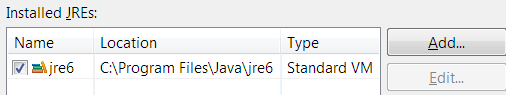 Installed JREs:
Name Location Type
jre6 C:\Program Files\Java\jre6 Standard VM
Add...
Edit...